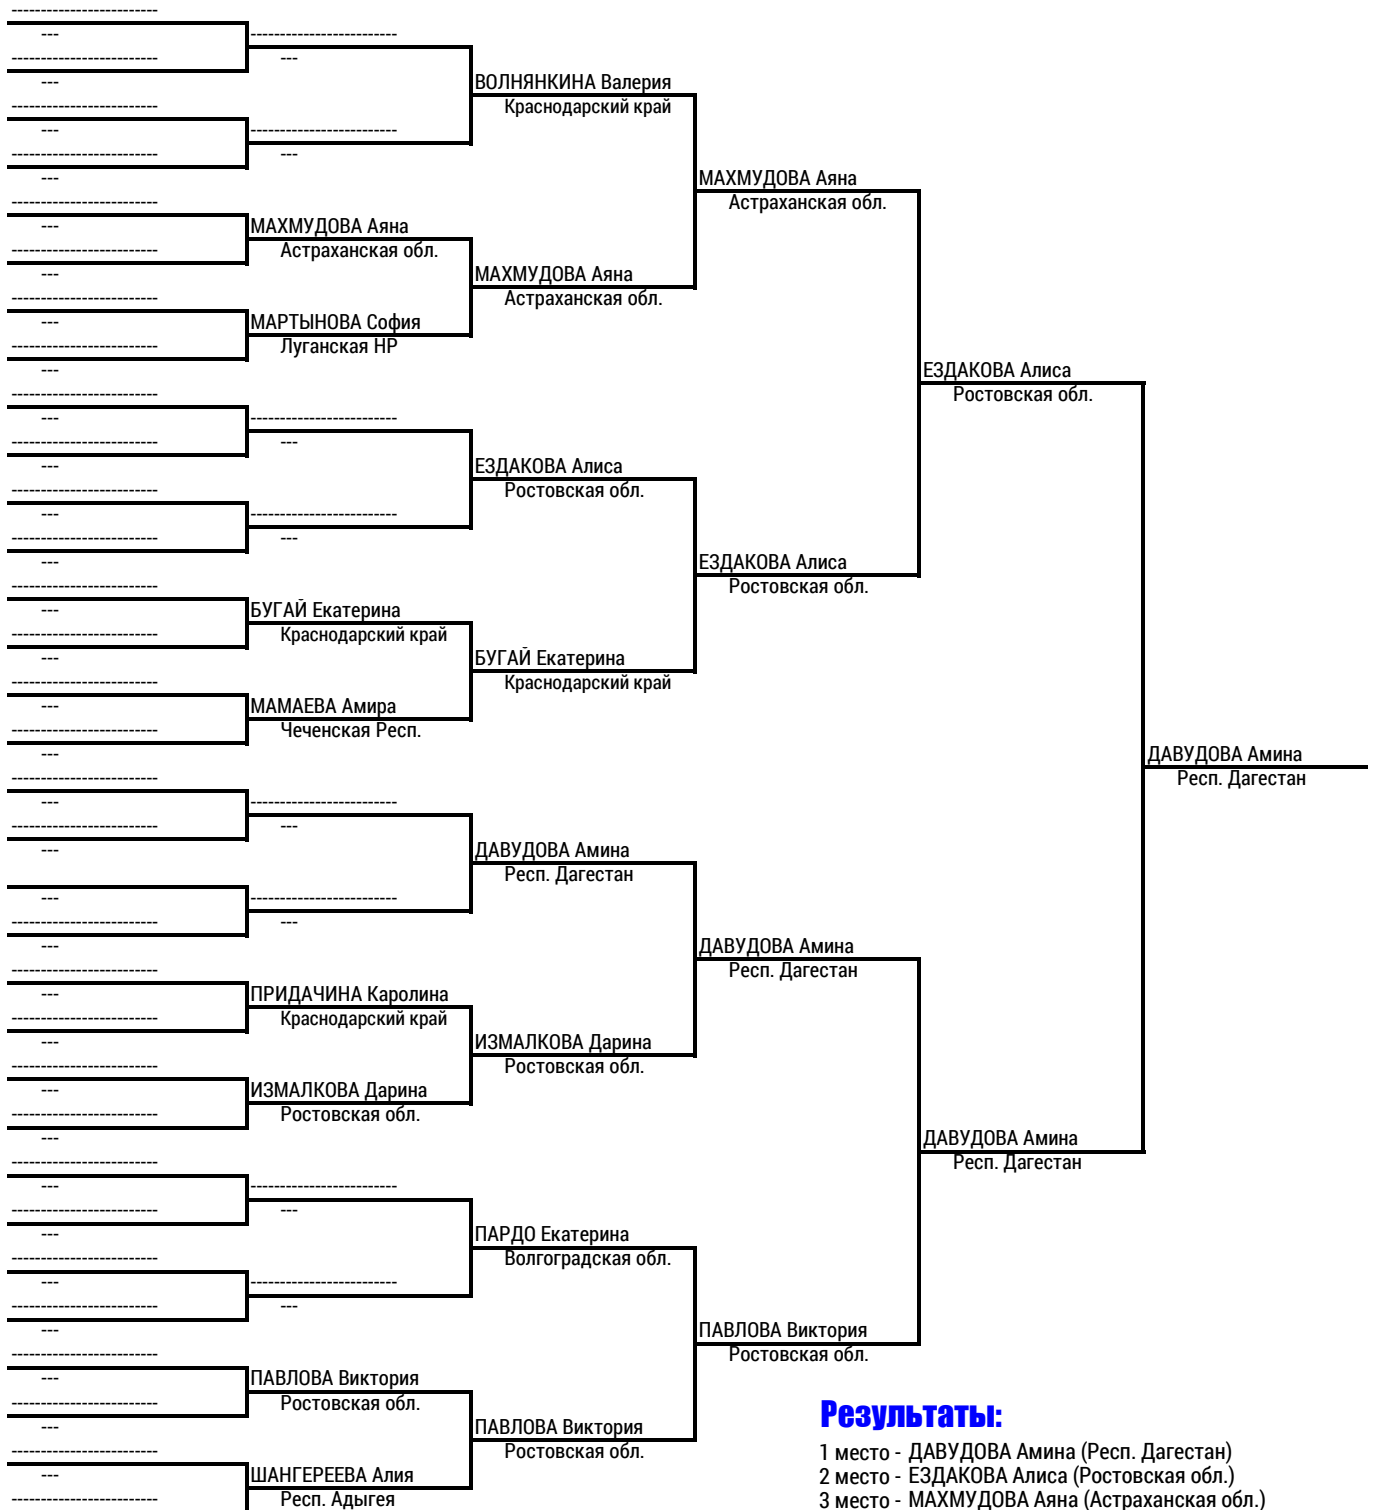 -------------------------
---
-------------------------
---
-------------------------
---
-------------------------
---
-------------------------
---
-------------------------
---
-------------------------
---
-------------------------
---
-------------------------
---
-------------------------
---
-------------------------
---
-------------------------
---
-------------------------
---
-------------------------
---
-------------------------
---
-------------------------
---
-------------------------
---
-------------------------
---
---
-------------------------
---
-------------------------
---
-------------------------
---
-------------------------
---
-------------------------
---
-------------------------
---
-------------------------
---
-------------------------
---
-------------------------
---
-------------------------
---
-------------------------
---
-------------------------
---
-------------------------
-------------------------
---
-------------------------
---
МАХМУДОВА Аяна
Астраханская обл.
МАРТЫНОВА София
Луганская НР
-------------------------
---
-------------------------
---
БУГАЙ Екатерина
Краснодарский край
МАМАЕВА Амира
Чеченская Респ.
-------------------------
---
-------------------------
---
ПРИДАЧИНА Каролина
Краснодарский край
ИЗМАЛКОВА Дарина
Ростовская обл.
-------------------------
---
-------------------------
---
ПАВЛОВА Виктория
Ростовская обл.
ШАНГЕРЕЕВА Алия
Респ. Адыгея
ВОЛНЯНКИНА Валерия
Краснодарский край
МАХМУДОВА Аяна
Астраханская обл.
ЕЗДАКОВА Алиса
Ростовская обл.
БУГАЙ Екатерина
Краснодарский край
ДАВУДОВА Амина
Респ. Дагестан
ИЗМАЛКОВА Дарина
Ростовская обл.
ПАРДО Екатерина
Волгоградская обл.
ПАВЛОВА Виктория
Ростовская обл.
МАХМУДОВА Аяна
Астраханская обл.
ЕЗДАКОВА Алиса
Ростовская обл.
ДАВУДОВА Амина
Респ. Дагестан
ПАВЛОВА Виктория
Ростовская обл.
ЕЗДАКОВА Алиса
Ростовская обл.
ДАВУДОВА Амина
Респ. Дагестан
ДАВУДОВА Амина
Респ. Дагестан
Результаты:
1 место - ДАВУДОВА Амина (Респ. Дагестан)
2 место - ЕЗДАКОВА Алиса (Ростовская обл.)
3 место - МАХМУДОВА Аяна (Астраханская обл.)